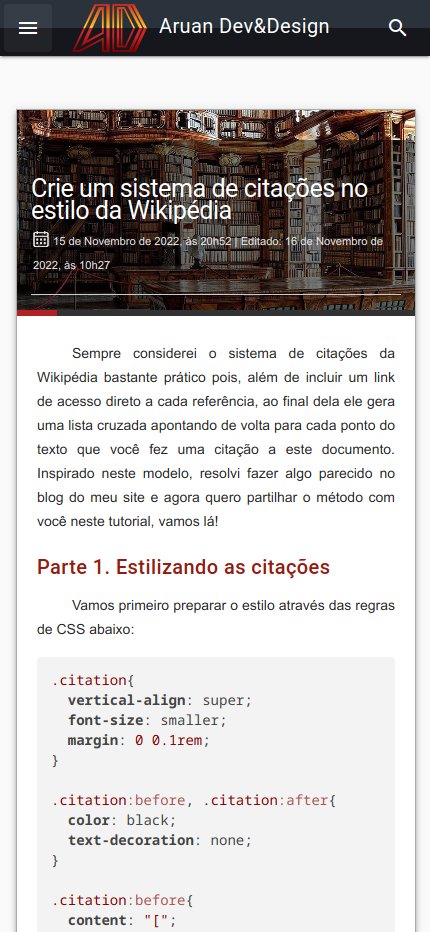 AD Aruan Dev&Design
Crie um sistema de citações no
estilo da Wikipédia
15 de Novembro de 2022, às 20h52 | Editado: 16 de Novembro de
2022, às 10h27
Sempre considerei o sistema de citações da
Wikipédia bastante prático pois, além de incluir um link
de acesso direto a cada referência, ao final dela ele gera
uma lista cruzada apontando de volta para cada ponto do
texto que você fez uma citação a este documento.
Inspirado neste modelo, resolvi fazer algo parecido no
blog do meu site e agora quero partilhar o método com
você neste tutorial, vamos lá!
Parte 1. Estilizando as citações
Vamos primeiro preparar o estilo através das regras
de CSS abaixo:
.citation{
  vertical-align: super;
  font-size: smaller;
  margin: 0 0.1rem;
}
.citation:before, .citation:after{
  color: black;
  text-decoration: none;
}
.citation:before{
  content: "[";